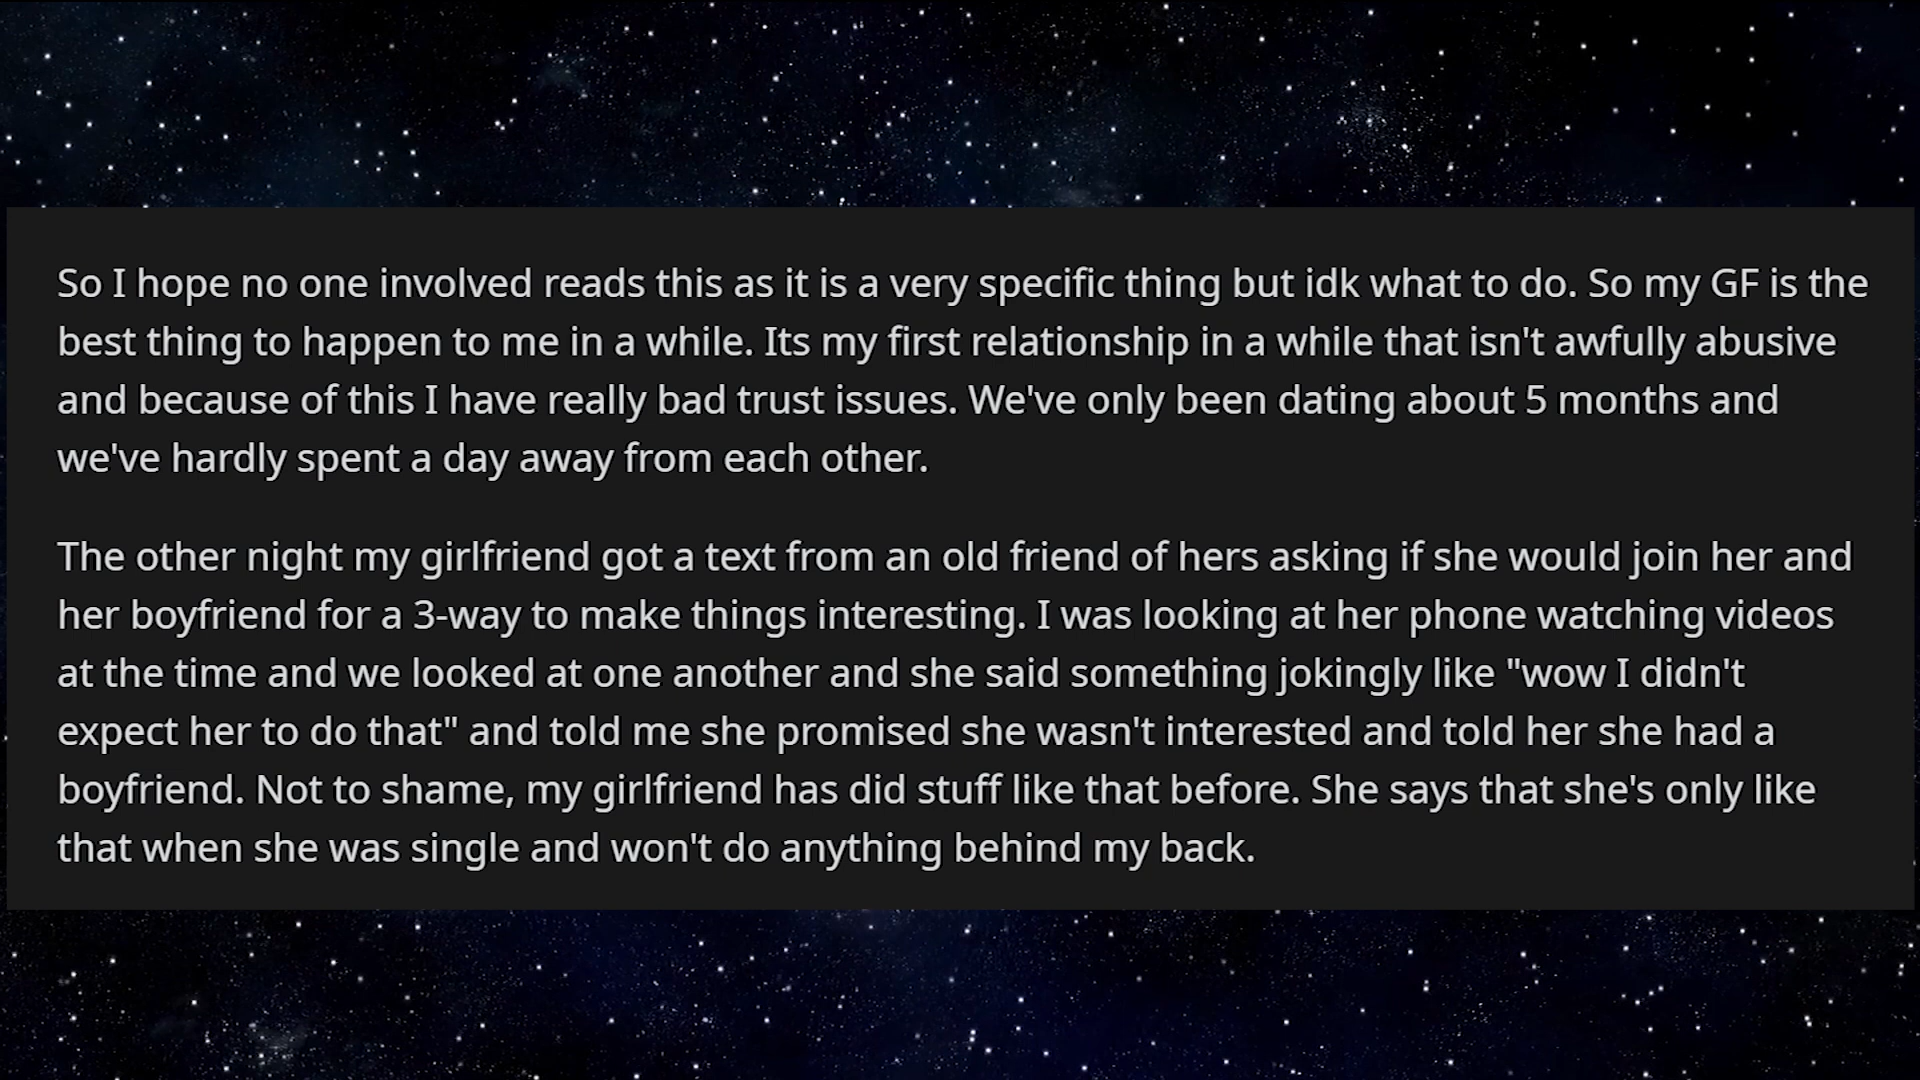 So I hope no one involved reads this as it is a very specific thing but idk what to do. So my GF is the
best thing to happen to me in a while. Its my first relationship in a while that isn't awfully abusive
and because of this I have really bad trust issues. We've only been dating about 5 months and
we've hardly spent a day away from each other.
The other night my girlfriend got a text from an old friend of hers asking if she would join her and
her boyfriend for a 3-way to make things interesting. I was looking at her phone watching videos
at the time and we looked at one another and she said something jokingly like "wow I didn't
expect her to do that" and told me she promised she wasn't interested and told her she had a
boyfriend. Not to shame, my girlfriend has did stuff like that before. She says that she's only like
that when she was single and won't do anything behind my back.